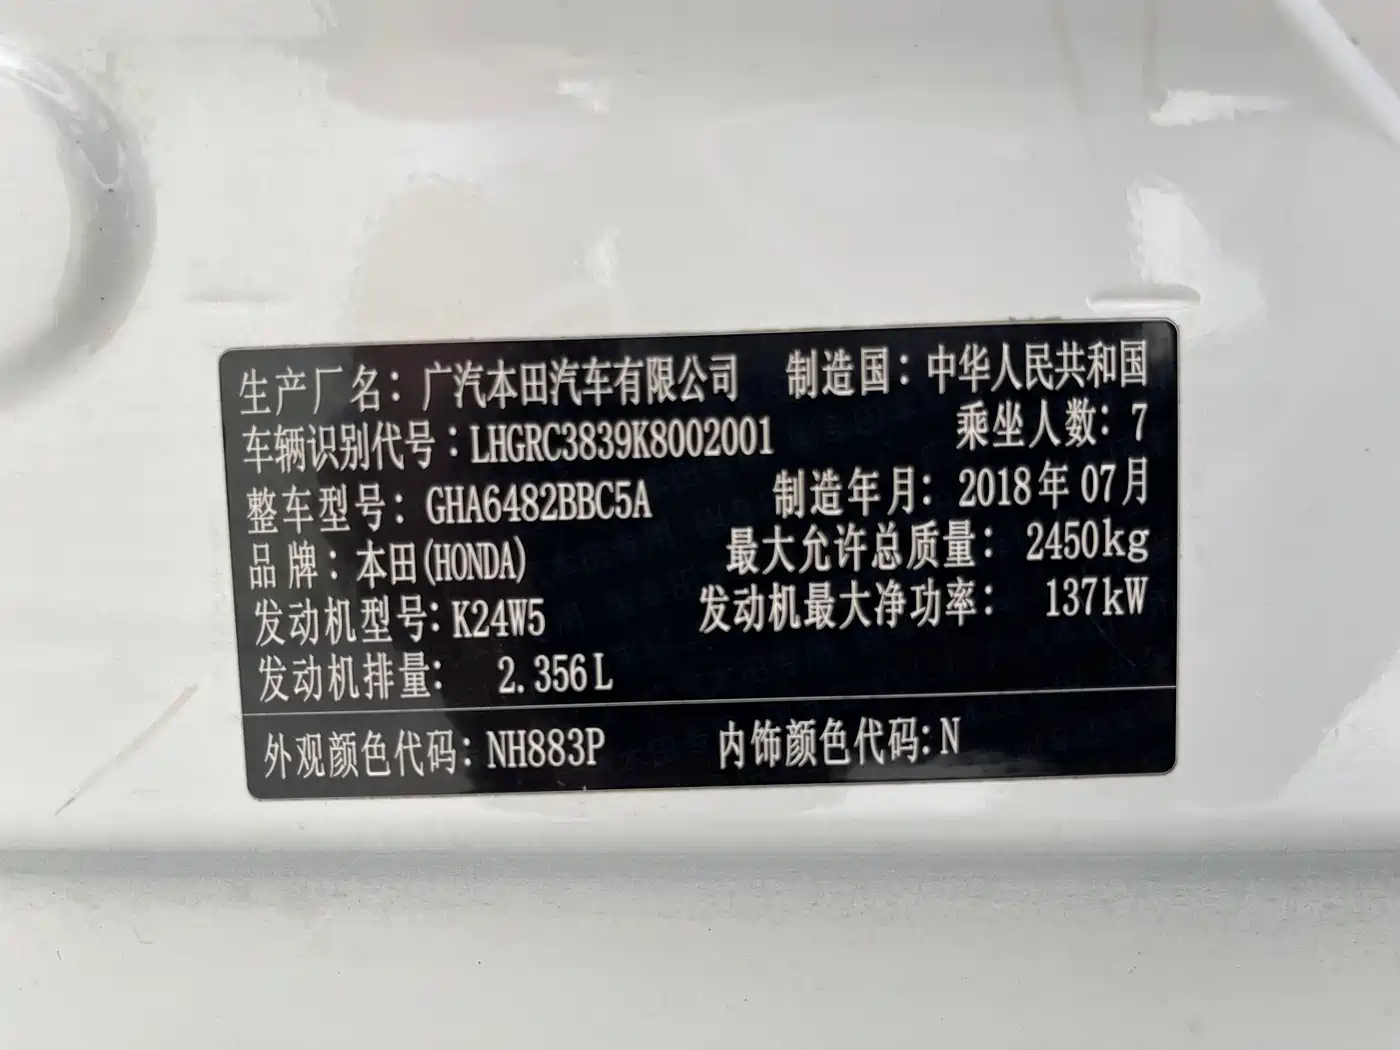 生产厂名：广汽本田汽车有限公司 制造国：中华人民共和国
车辆识别代号：LHGRC3839K8002001 乘坐人数：7
整车型号：GHA6482BBC5A 制造年月：2018年07月
品牌：本田(HONDA) 最大允许总质量：2450kg
发动机型号：K24W5 发动机最大净功率：137kW
发动机排量：2.356L
外观颜色代码：NH883P 内饰颜色代码：N